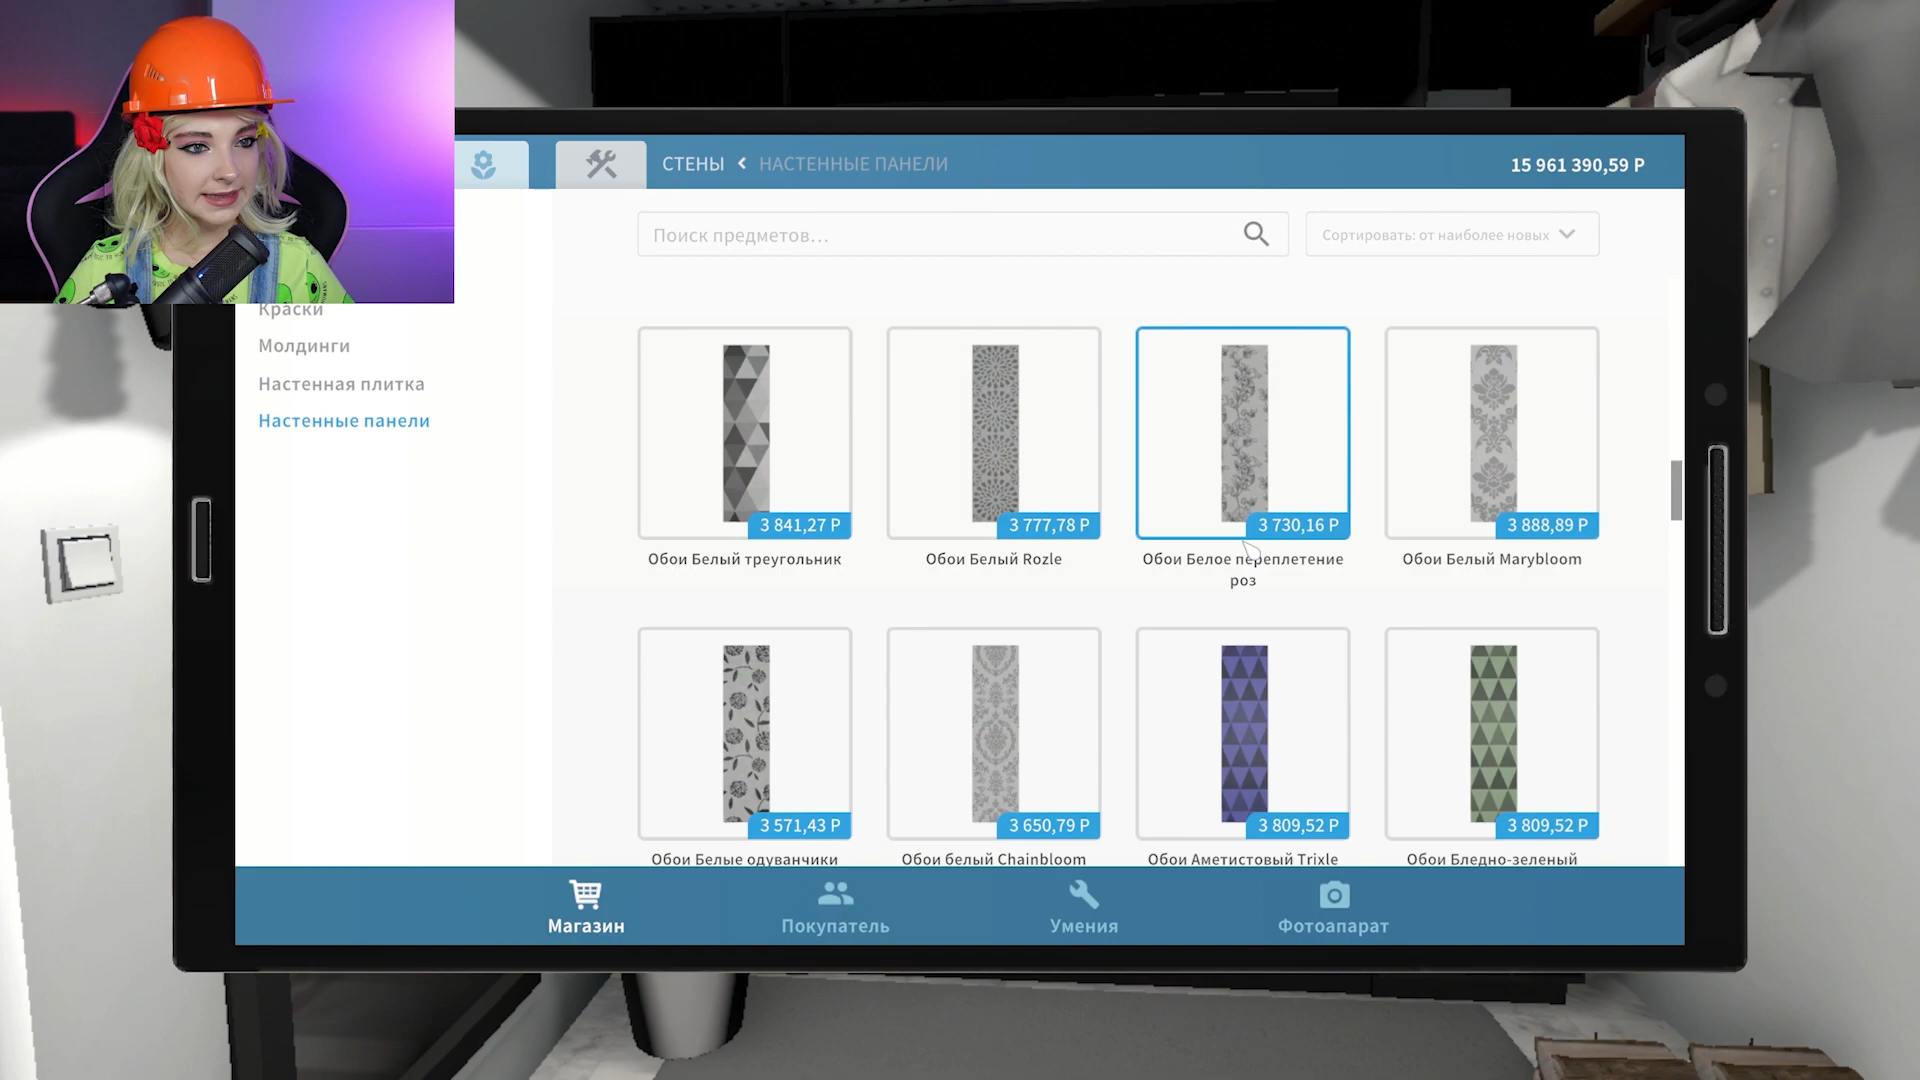 СТЕНЫ < НАСТЕННЫЕ ПАНЕЛИ
15 961 390,59 Р
Поиск предметов...
Сортировать: от наиболее новых
Краски
Молдинги
Настенная плитка
Настенные панели
3 841,27 Р
3 777,78 Р
3 730,16 Р
3 888,89 Р
Обои Белый треугольник
Обои Белый Rozle
Обои Белое переплетение
роз
Обои Белый Marybloom
3 571,43 Р
3 650,79 Р
3 809,52 Р
3 809,52 Р
Обои Белые одуванчики
Обои белый Chainbloom
Обои Аметистовый Trixle
Обои Бледно-зеленый
Магазин
Покупатель
Умения
Фотоаппарат